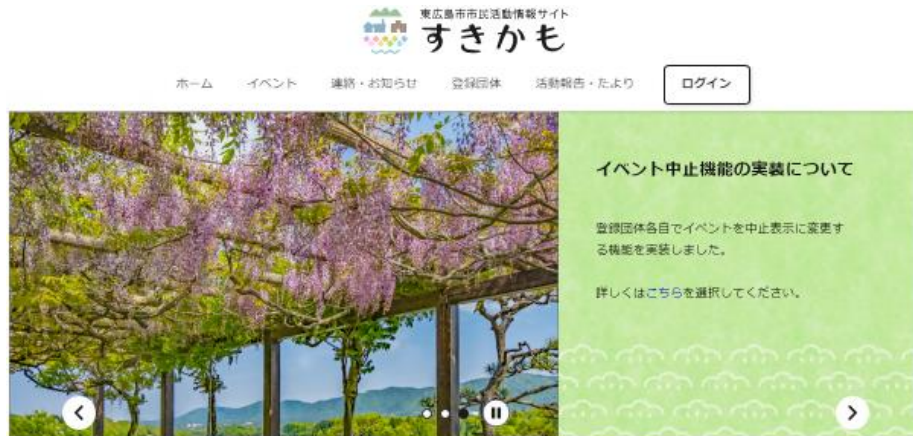 東広島市市民活動情報サイト
すきかも
ホーム イベント 連絡・お知らせ 登録団体 活動報告・たより ログイン
イベント中止機能の実装について
登録団体各自でイベントを中止表示に変更す
る機能を実装しました。
詳しくはこちらを選択してください。